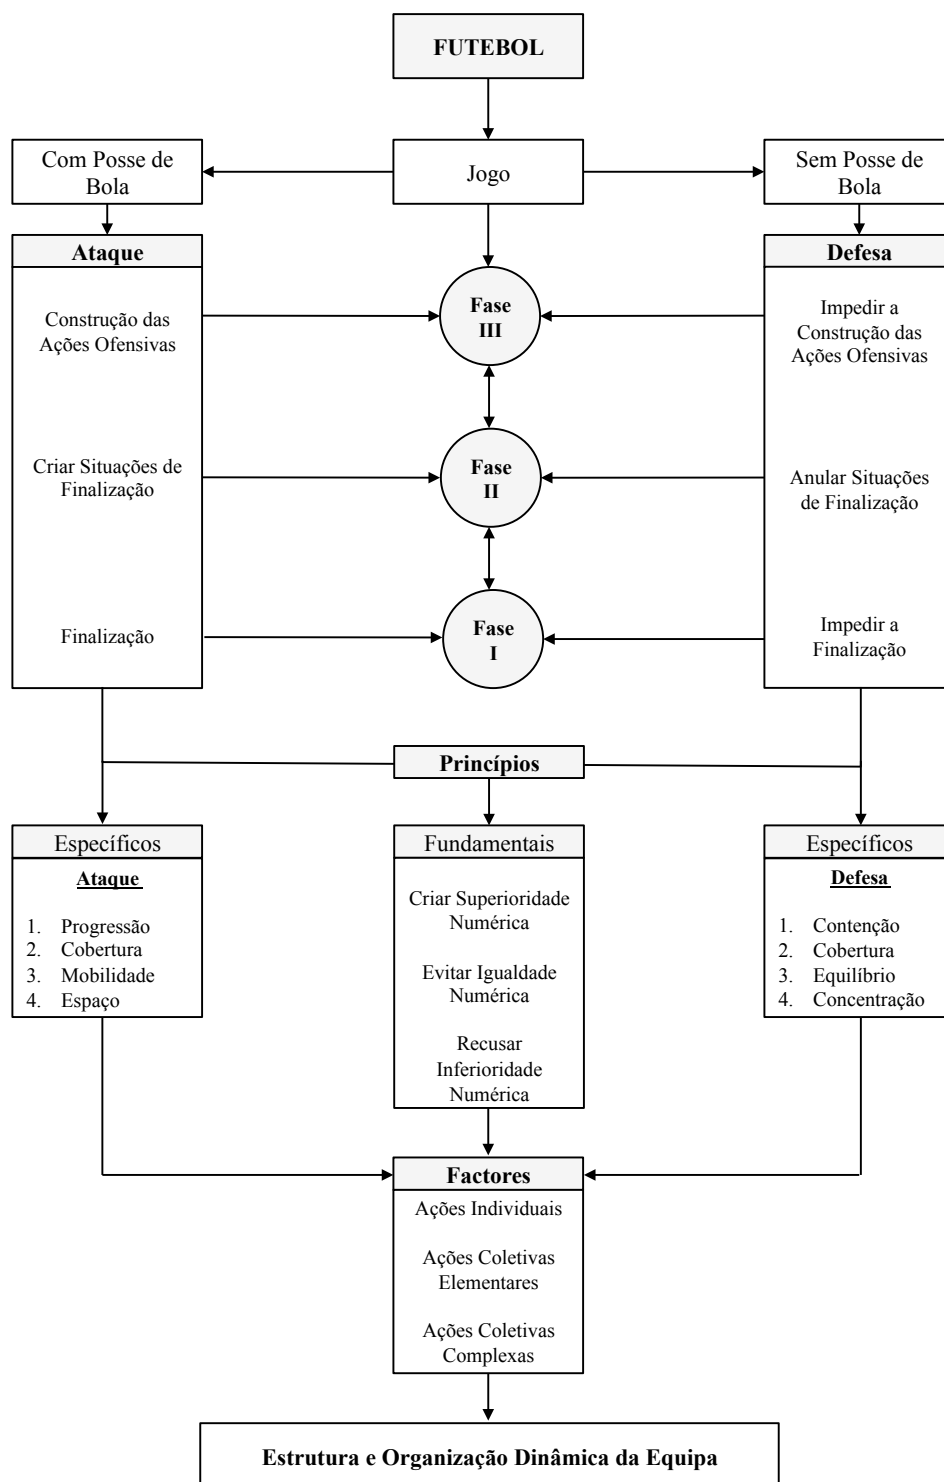 FUTEBOL
Com Posse de
Bola
Jogo
Sem Posse de
Bola
Ataque
Defesa
Construção das
Ações Ofensivas
Fase
III
Impedir a
Construção das
Ações Ofensivas
Criar Situações de
Finalização
Fase
II
Anular Situações
de Finalização
Finalização
Fase
I
Impedir a
Finalização
Princípios
Específicos
Ataque
1. Progressão
2. Cobertura
3. Mobilidade
4. Espaço
Fundamentais
Criar Superioridade
Numérica
Evitar Igualdade
Numérica
Recusar
Inferioridade
Numérica
Específicos
Defesa
1. Contenção
2. Cobertura
3. Equilíbrio
4. Concentração
Factores
Ações Individuais
Ações Coletivas
Elementares
Ações Coletivas
Complexas
Estrutura e Organização Dinâmica da Equipa